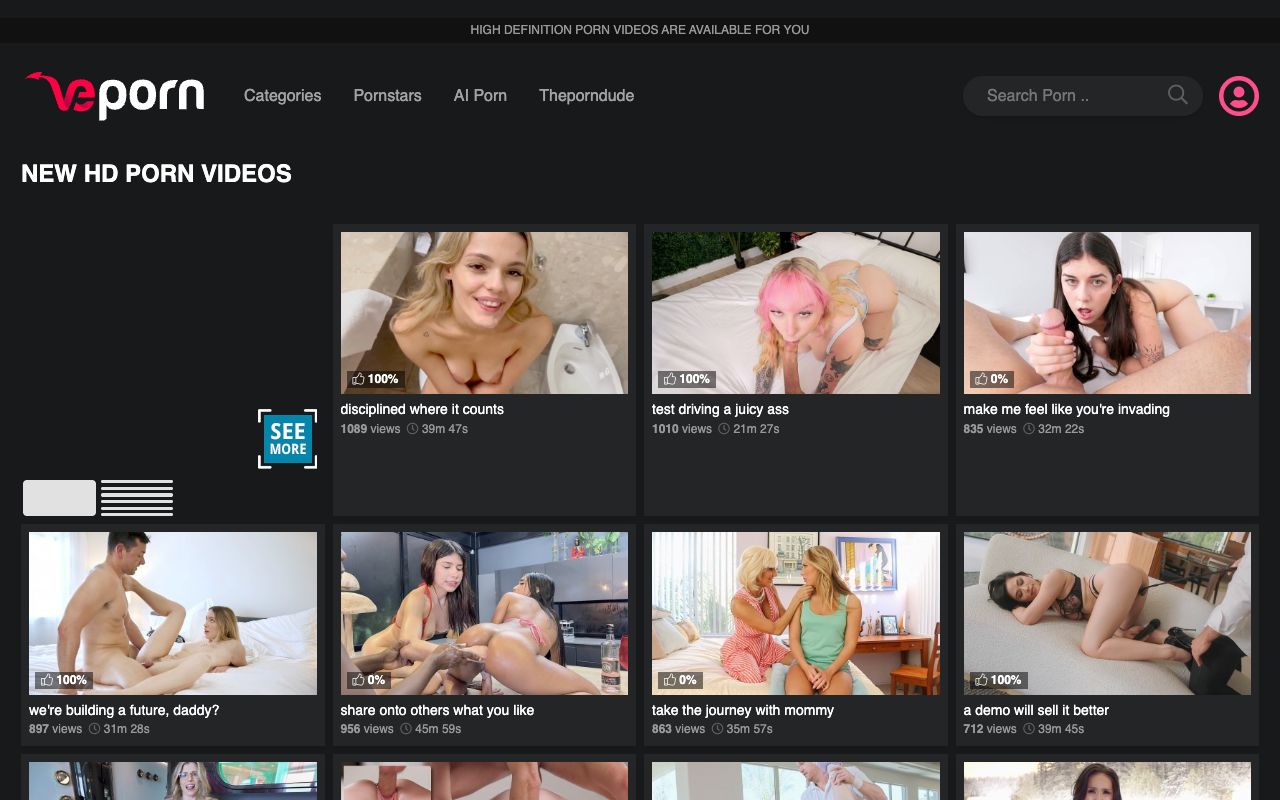 HIGH DEFINITION PORN VIDEOS ARE AVAILABLE FOR YOU
veporn
Categories
Pornstars
AI Porn
Theporndude
Search Porn ..
NEW HD PORN VIDEOS
SEE
MORE
100%
disciplined where it counts
1089 views 39m 47s
100%
test driving a juicy ass
1010 views 21m 27s
0%
make me feel like you're invading
835 views 32m 22s
100%
we're building a future, daddy?
897 views 31m 28s
0%
share onto others what you like
956 views 45m 59s
0%
take the journey with mommy
863 views 35m 57s
100%
a demo will sell it better
712 views 39m 45s